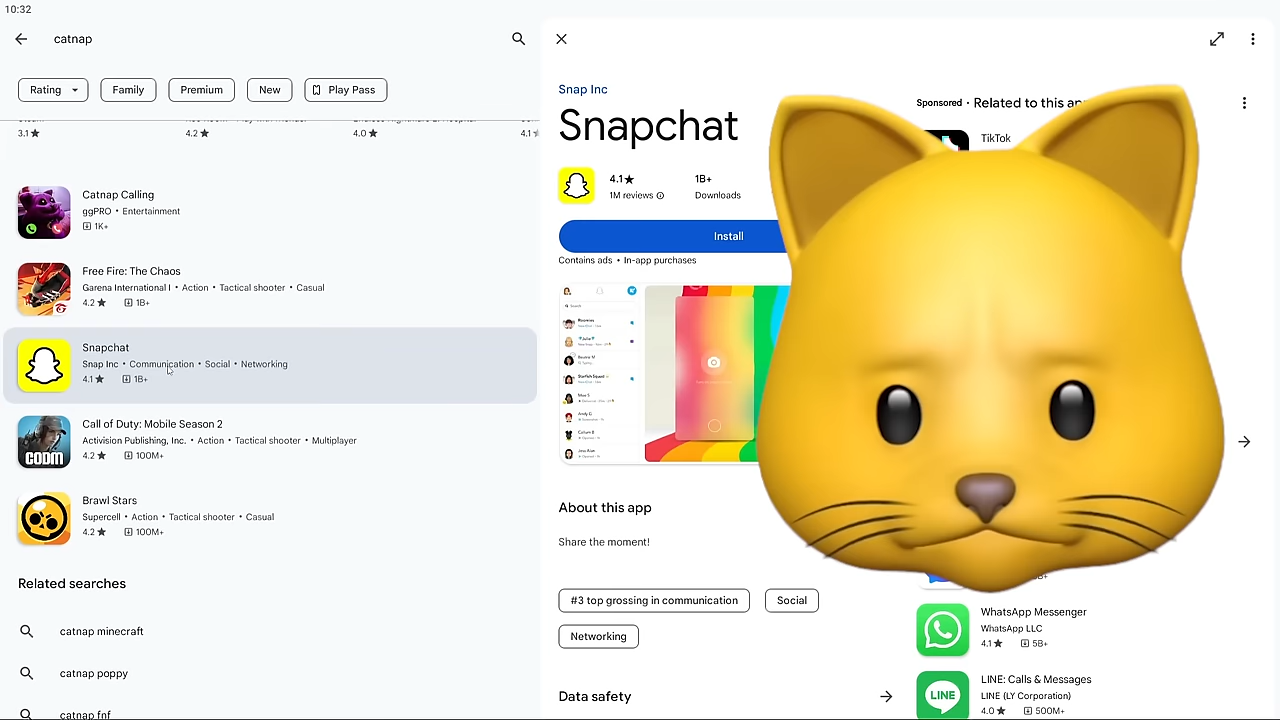 10:32
catnap
Rating
Family
Premium
New
Play Pass
3.1★
4.2 ★
4.0 ★
4.1
Catnap Calling
ggPRO • Entertainment
1K+
Free Fire: The Chaos
Garena International I • Action • Tactical shooter • Casual
4.2 ★ 1B+
Snapchat
Snap Inc • Communication • Social • Networking
4.1 ★ 1B+
Call of Duty: Mobile Season 2
Activision Publishing, Inc. • Action • Tactical shooter • Multiplayer
4.2 ★ 100M+
CODM
Brawl Stars
Supercell • Action • Tactical shooter • Casual
4.2 ★ 100M+
Related searches
catnap minecraft
catnap poppy
catnap fnf
Snap Inc
Snapchat
4.1★
1M reviews
1B+
Downloads
Install
Contains ads • In-app purchases
About this app
Share the moment!
#3 top grossing in communication
Social
Networking
Data safety
Sponsored • Related to this
TikTok
WhatsApp Messenger
WhatsApp LLC
4.1 ★ 5B+
LINE: Calls & Messages
LINE (LY Corporation)
4.0 ★ 500M+
LINE